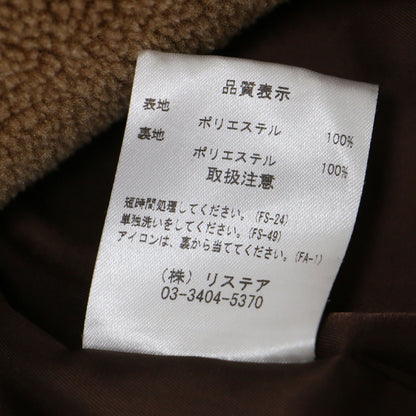 品質表示
表地
ポリエステル 100%
裏地
ポリエステル 100%
取扱注意
短時間処理してください。(FS-24)
単独洗いをしてください。(FS-49)
アイロンは、裏から当ててください。(FA-1)
(株) リステア
03-3404-5370